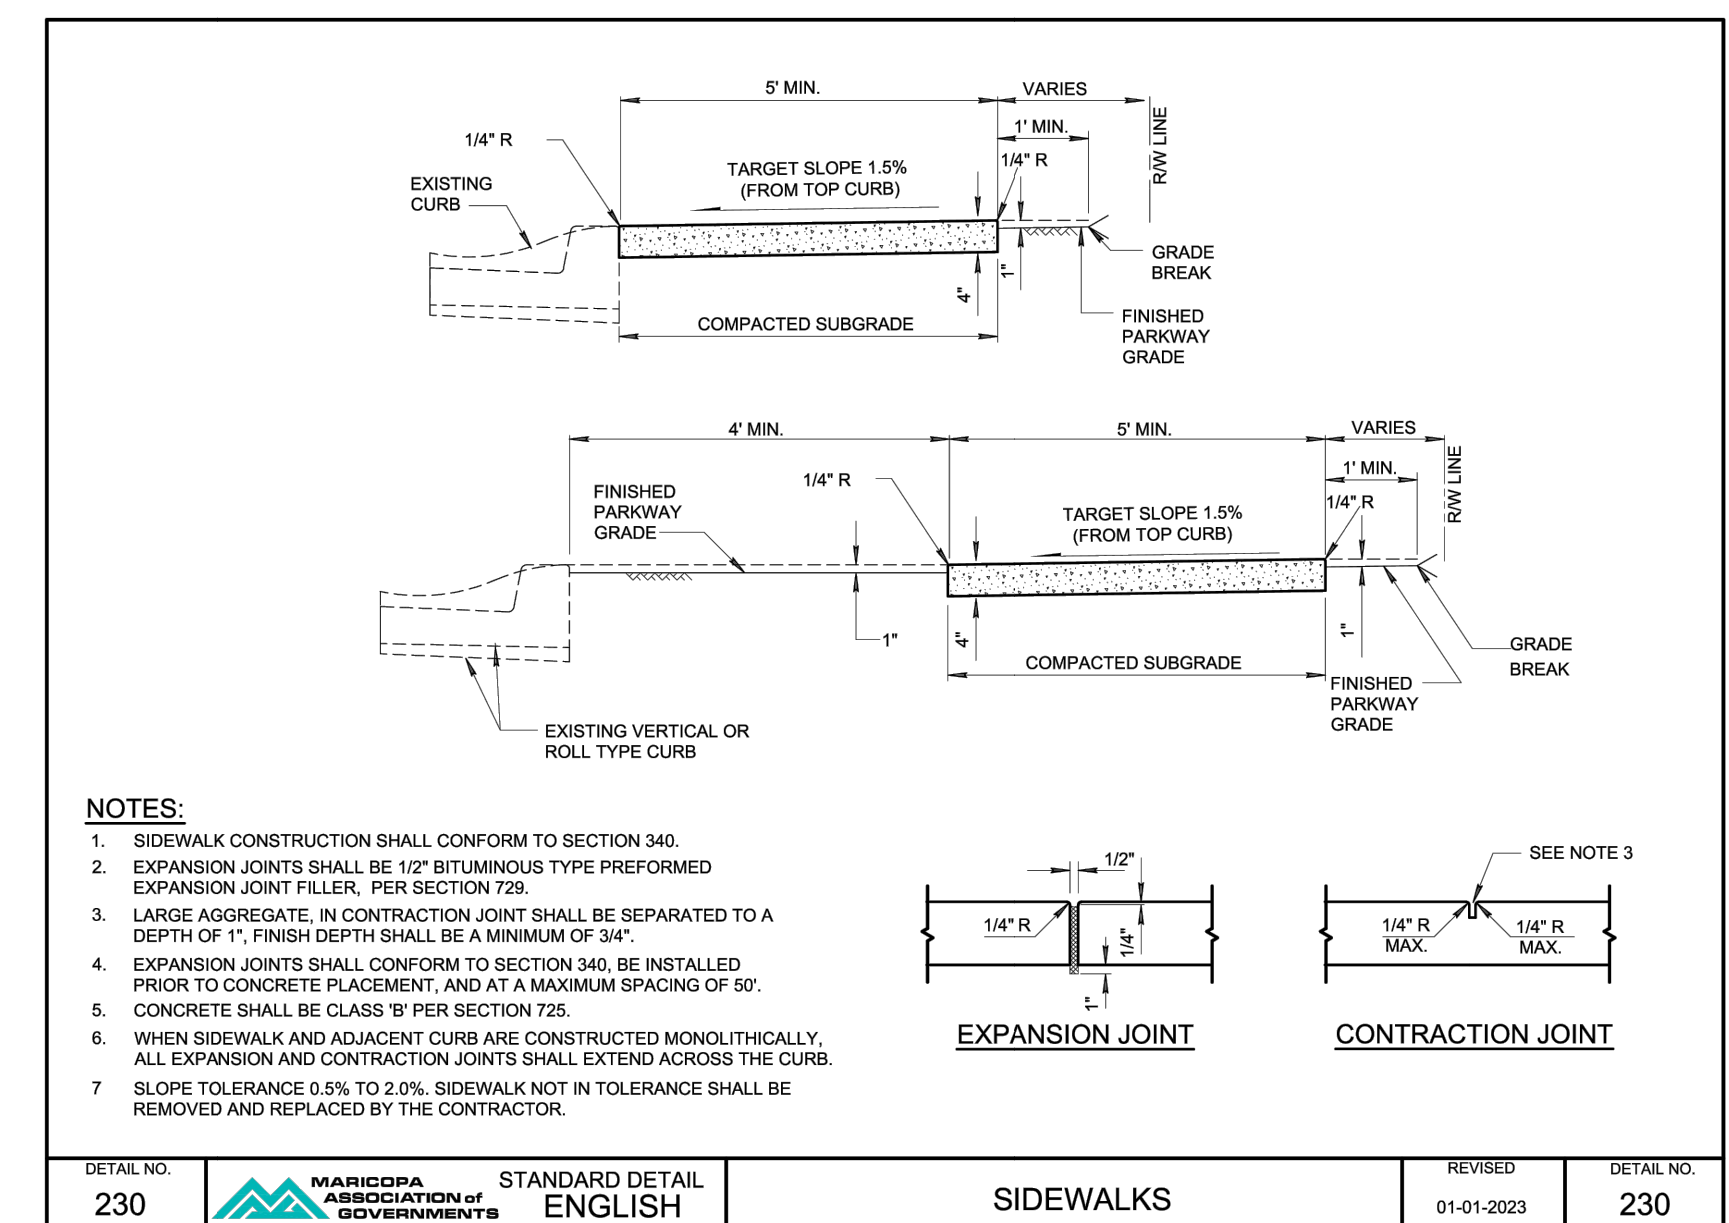 5' MIN.
VARIES
1' MIN.
R/W LINE
1/4" R
1/4" R
TARGET SLOPE 1.5%
(FROM TOP CURB)
EXISTING
CURB
GRADE
BREAK
1"
4"
COMPACTED SUBGRADE
FINISHED
PARKWAY
GRADE
4' MIN.
5' MIN.
VARIES
1' MIN.
R/W LINE
1/4" R
1/4" R
FINISHED
PARKWAY
GRADE
TARGET SLOPE 1.5%
(FROM TOP CURB)
1"
4"
1"
GRADE
BREAK
COMPACTED SUBGRADE
FINISHED
PARKWAY
GRADE
EXISTING VERTICAL OR
ROLL TYPE CURB
NOTES:
1. SIDEWALK CONSTRUCTION SHALL CONFORM TO SECTION 340.
2. EXPANSION JOINTS SHALL BE 1/2" BITUMINOUS TYPE PREFORMED
EXPANSION JOINT FILLER, PER SECTION 729.
3. LARGE AGGREGATE, IN CONTRACTION JOINT SHALL BE SEPARATED TO A
DEPTH OF 1", FINISH DEPTH SHALL BE A MINIMUM OF 3/4".
4. EXPANSION JOINTS SHALL CONFORM TO SECTION 340, BE INSTALLED
PRIOR TO CONCRETE PLACEMENT, AND AT A MAXIMUM SPACING OF 50'.
5. CONCRETE SHALL BE CLASS 'B' PER SECTION 725.
6. WHEN SIDEWALK AND ADJACENT CURB ARE CONSTRUCTED MONOLITHICALLY,
ALL EXPANSION AND CONTRACTION JOINTS SHALL EXTEND ACROSS THE CURB.
7 SLOPE TOLERANCE 0.5% TO 2.0%. SIDEWALK NOT IN TOLERANCE SHALL BE
REMOVED AND REPLACED BY THE CONTRACTOR.
1/2"
1/4" R
1/4"
1"
EXPANSION JOINT
SEE NOTE 3
1/4" R
MAX.
1/4" R
MAX.
CONTRACTION JOINT
DETAIL NO.
230
MARICOPA
ASSOCIATION of
GOVERNMENTS
STANDARD DETAIL
ENGLISH
SIDEWALKS
REVISED
01-01-2023
DETAIL NO.
230